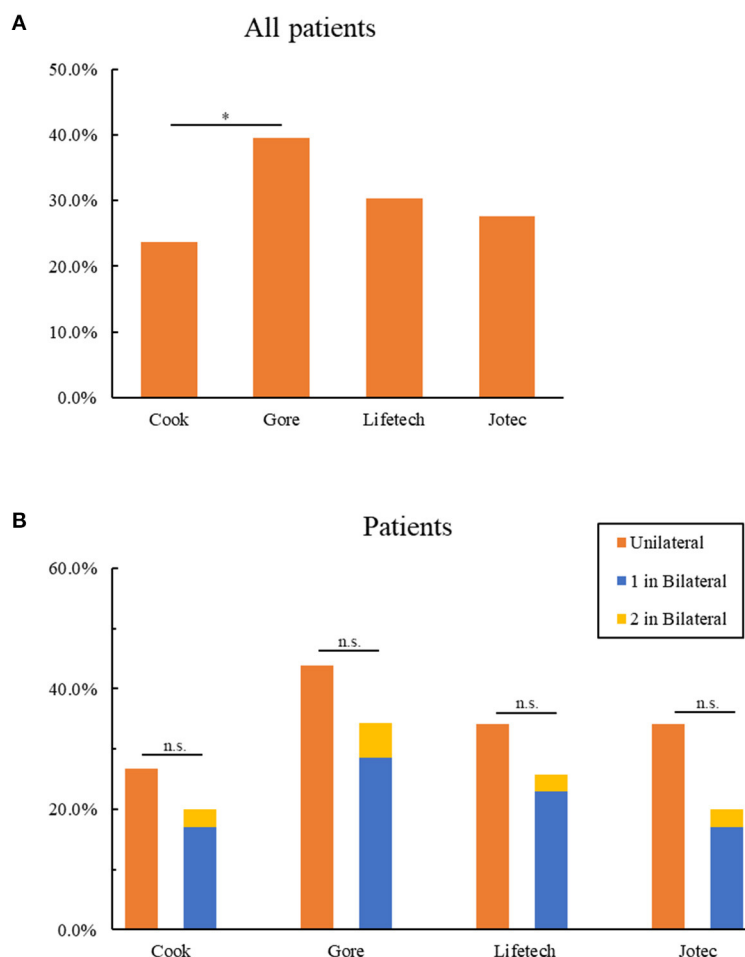 A
All patients
50.0%
*
40.0%
30.0%
20.0%
10.0%
0.0%
Cook Gore Lifetech Jotec
B
Patients
Unilateral
1 in Bilateral
2 in Bilateral
60.0%
n.s.
n.s.
n.s.
n.s.
40.0%
20.0%
0.0%
Cook Gore Lifetech Jotec